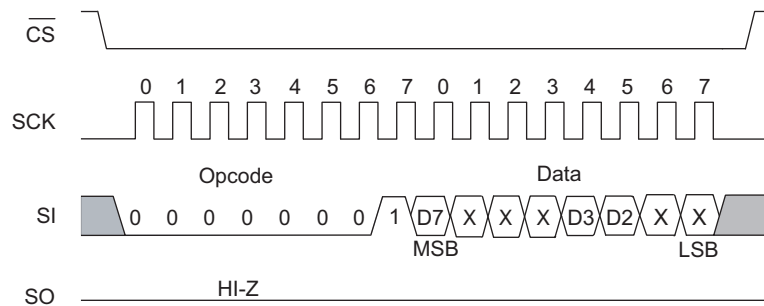 CS
0 1 2 3 4 5 6 7 0 1 2 3 4 5 6 7
SCK
Opcode Data
SI 0 0 0 0 0 0 0 1 D7 X X X D3 D2 X X
MSB LSB
HI-Z
SO